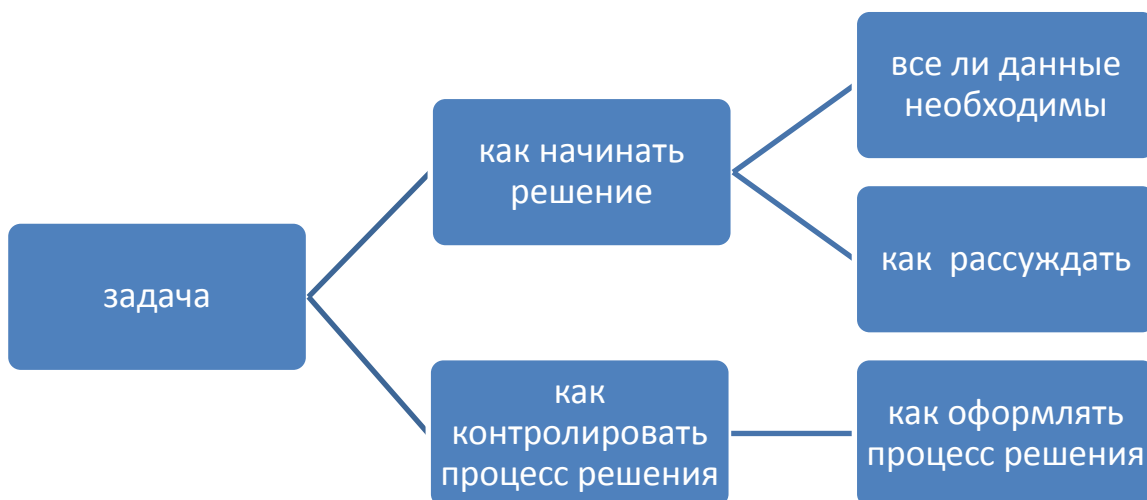 задача
как начинать
решение
все ли данные
необходимы
как рассуждать
как
контролировать
процесс решения
как оформлять
процесс решения